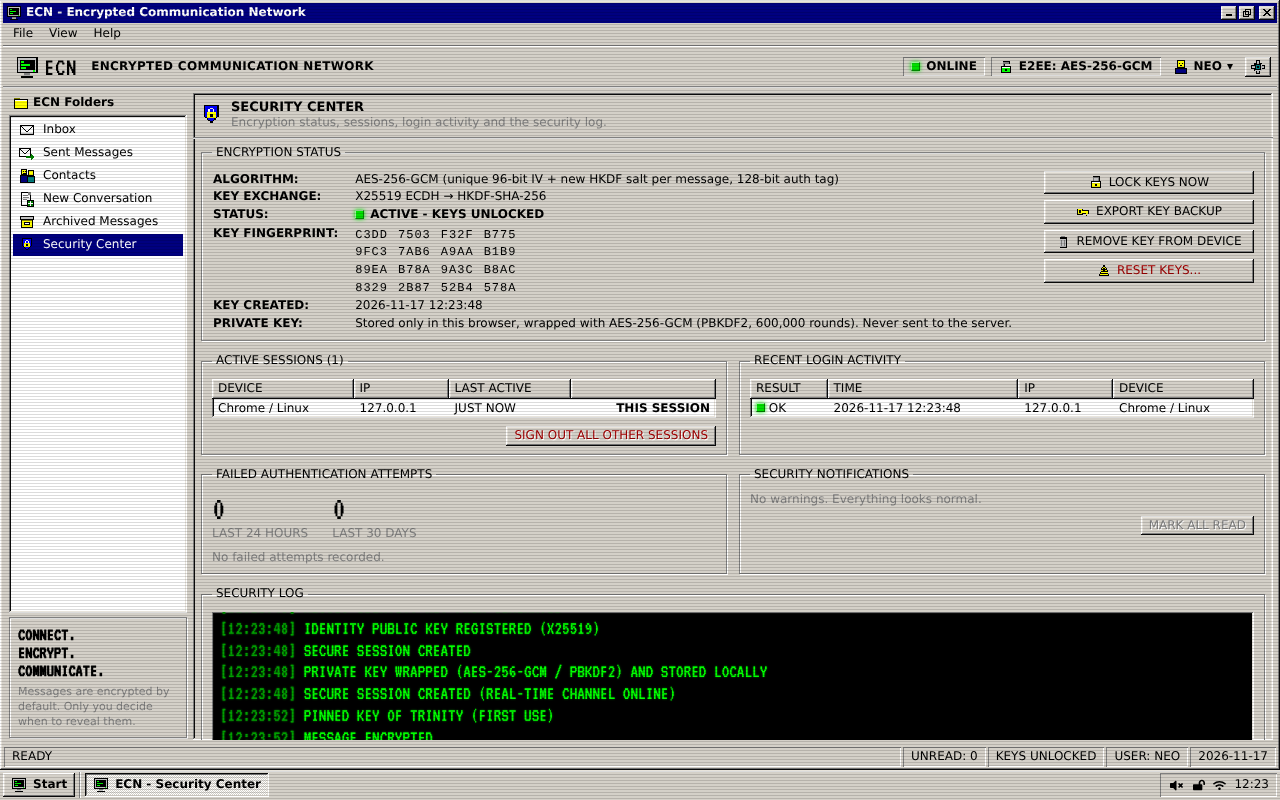 ECN - Encrypted Communication Network
File View Help
ECN ENCRYPTED COMMUNICATION NETWORK
ONLINE
E2EE: AES-256-GCM
NEO ▾
ECN Folders
Inbox
Sent Messages
Contacts
New Conversation
Archived Messages
Security Center
CONNECT.
ENCRYPT.
COMMUNICATE.
Messages are encrypted by
default. Only you decide
when to reveal them.
SECURITY CENTER
Encryption status, sessions, login activity and the security log.
ENCRYPTION STATUS
ALGORITHM: AES-256-GCM (unique 96-bit IV + new HKDF salt per message, 128-bit auth tag)
KEY EXCHANGE: X25519 ECDH → HKDF-SHA-256
STATUS: ACTIVE - KEYS UNLOCKED
KEY FINGERPRINT: C3DD 7503 F32F B775
9FC3 7AB6 A9AA B1B9
89EA B78A 9A3C B8AC
8329 2B87 52B4 578A
KEY CREATED: 2026-11-17 12:23:48
PRIVATE KEY: Stored only in this browser, wrapped with AES-256-GCM (PBKDF2, 600,000 rounds). Never sent to the server.
LOCK KEYS NOW
EXPORT KEY BACKUP
REMOVE KEY FROM DEVICE
RESET KEYS...
ACTIVE SESSIONS (1)
DEVICE IP LAST ACTIVE
Chrome / Linux 127.0.0.1 JUST NOW THIS SESSION
SIGN OUT ALL OTHER SESSIONS
RECENT LOGIN ACTIVITY
RESULT TIME IP DEVICE
OK 2026-11-17 12:23:48 127.0.0.1 Chrome / Linux
FAILED AUTHENTICATION ATTEMPTS
0 0
LAST 24 HOURS LAST 30 DAYS
No failed attempts recorded.
SECURITY NOTIFICATIONS
No warnings. Everything looks normal.
MARK ALL READ
SECURITY LOG
[12:23:48] IDENTITY PUBLIC KEY REGISTERED (X25519)
[12:23:48] SECURE SESSION CREATED
[12:23:48] PRIVATE KEY WRAPPED (AES-256-GCM / PBKDF2) AND STORED LOCALLY
[12:23:48] SECURE SESSION CREATED (REAL-TIME CHANNEL ONLINE)
[12:23:52] PINNED KEY OF TRINITY (FIRST USE)
[12:23:52] MESSAGE ENCRYPTED
READY
UNREAD: 0
KEYS UNLOCKED
USER: NEO
2026-11-17
Start
ECN - Security Center
12:23